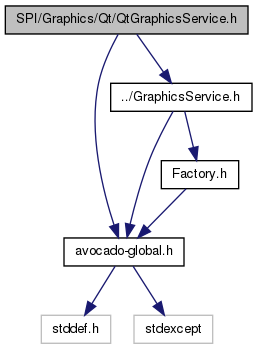 SPI/Graphics/Qt/QtGraphicsService.h
../GraphicsService.h
Factory.h
avocado-global.h
stddef.h
stdexcept